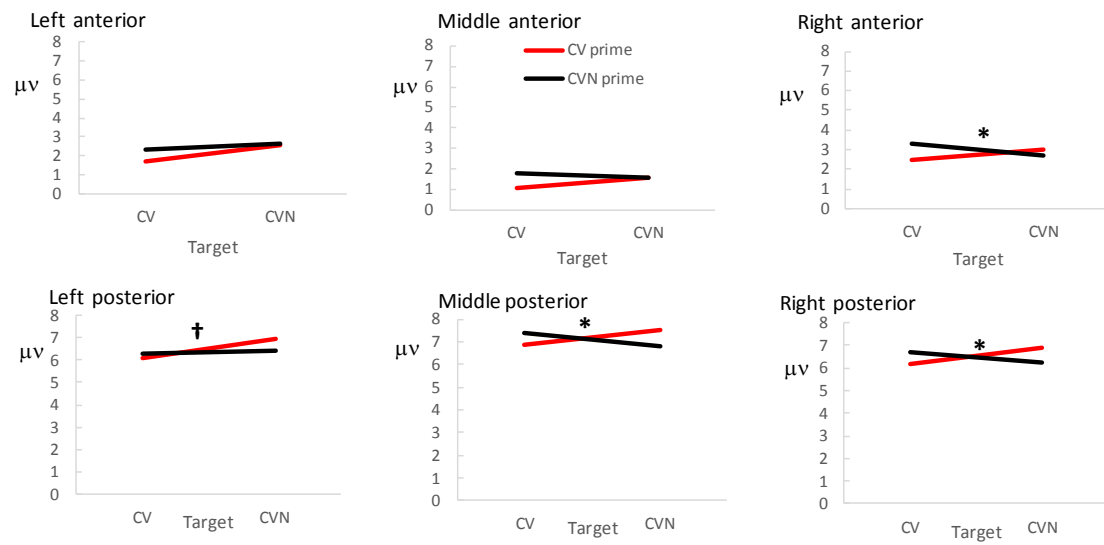 Left anterior
8
7
6
5
4
3
2
1
0
μν
CV
CVN
Target
Middle anterior
8
7
6
5
4
3
2
1
0
μν
CV prime
CVN prime
CV
CVN
Target
Right anterior
8
7
6
5
4
3
2
1
0
μν
*
CV
CVN
Target
Left posterior
8
7
6
5
4
3
2
1
0
μν
†
CV
Target
CVN
Middle posterior
8
7
6
5
4
3
2
1
0
μν
*
CV
Target
CVN
Right posterior
8
7
6
5
4
3
2
1
0
μν
*
CV
Target
CVN